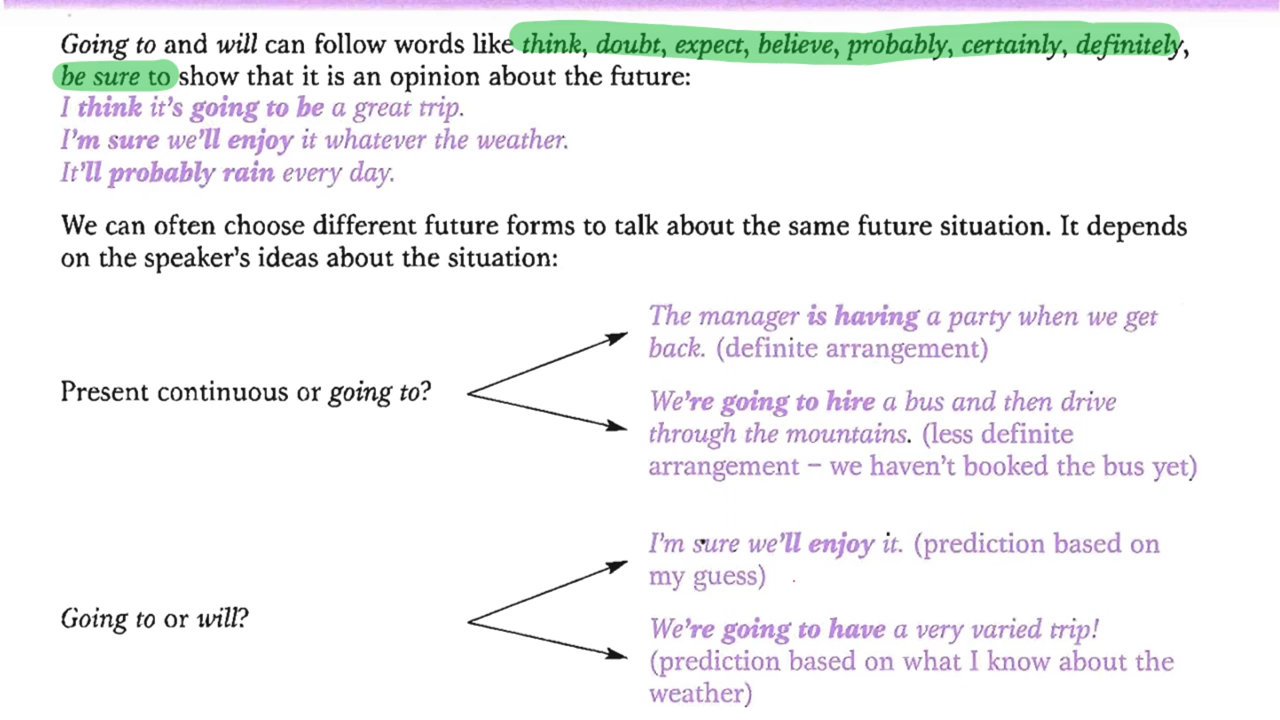 Going to and will can follow words like think, doubt, expect, believe, probably, certainly, definitely,
be sure to show that it is an opinion about the future:
I think it's going to be a great trip.
I'm sure we'll enjoy it whatever the weather.
It'll probably rain every day.
We can often choose different future forms to talk about the same future situation. It depends
on the speaker's ideas about the situation:
Present continuous or going to?
The manager is having a party when we get
back. (definite arrangement)
We're going to hire a bus and then drive
through the mountains. (less definite
arrangement – we haven't booked the bus yet)
Going to or will?
I'm sure we'll enjoy it. (prediction based on
my guess)
We're going to have a very varied trip!
(prediction based on what I know about the
weather)